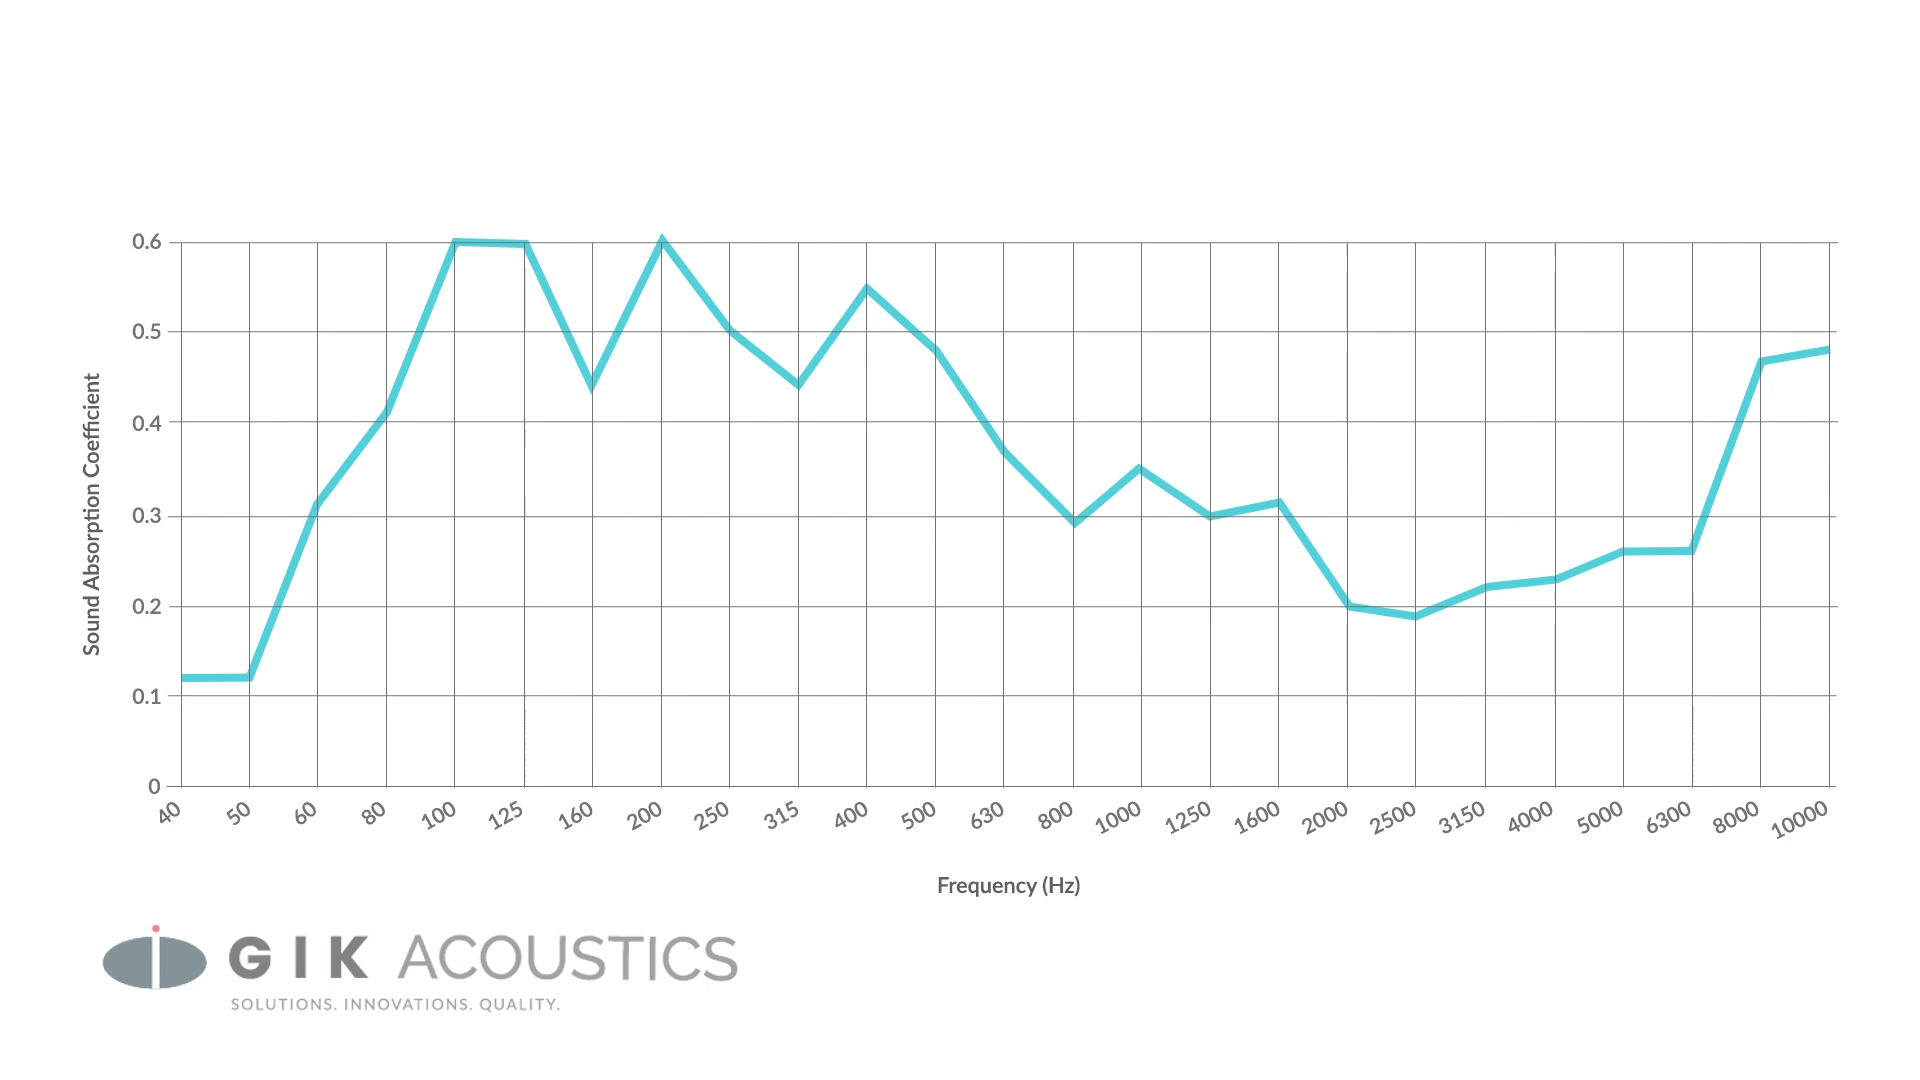 0.6
0.5
0.4
0.3
0.2
0.1
0
Sound Absorption Coefficient
40 50 60 80 100 125 160 200 250 315 400 500 630 800 1000 1250 1600 2000 2500 3150 4000 5000 6300 8000 10000
Frequency (Hz)
GIK ACOUSTICS
SOLUTIONS. INNOVATIONS. QUALITY.